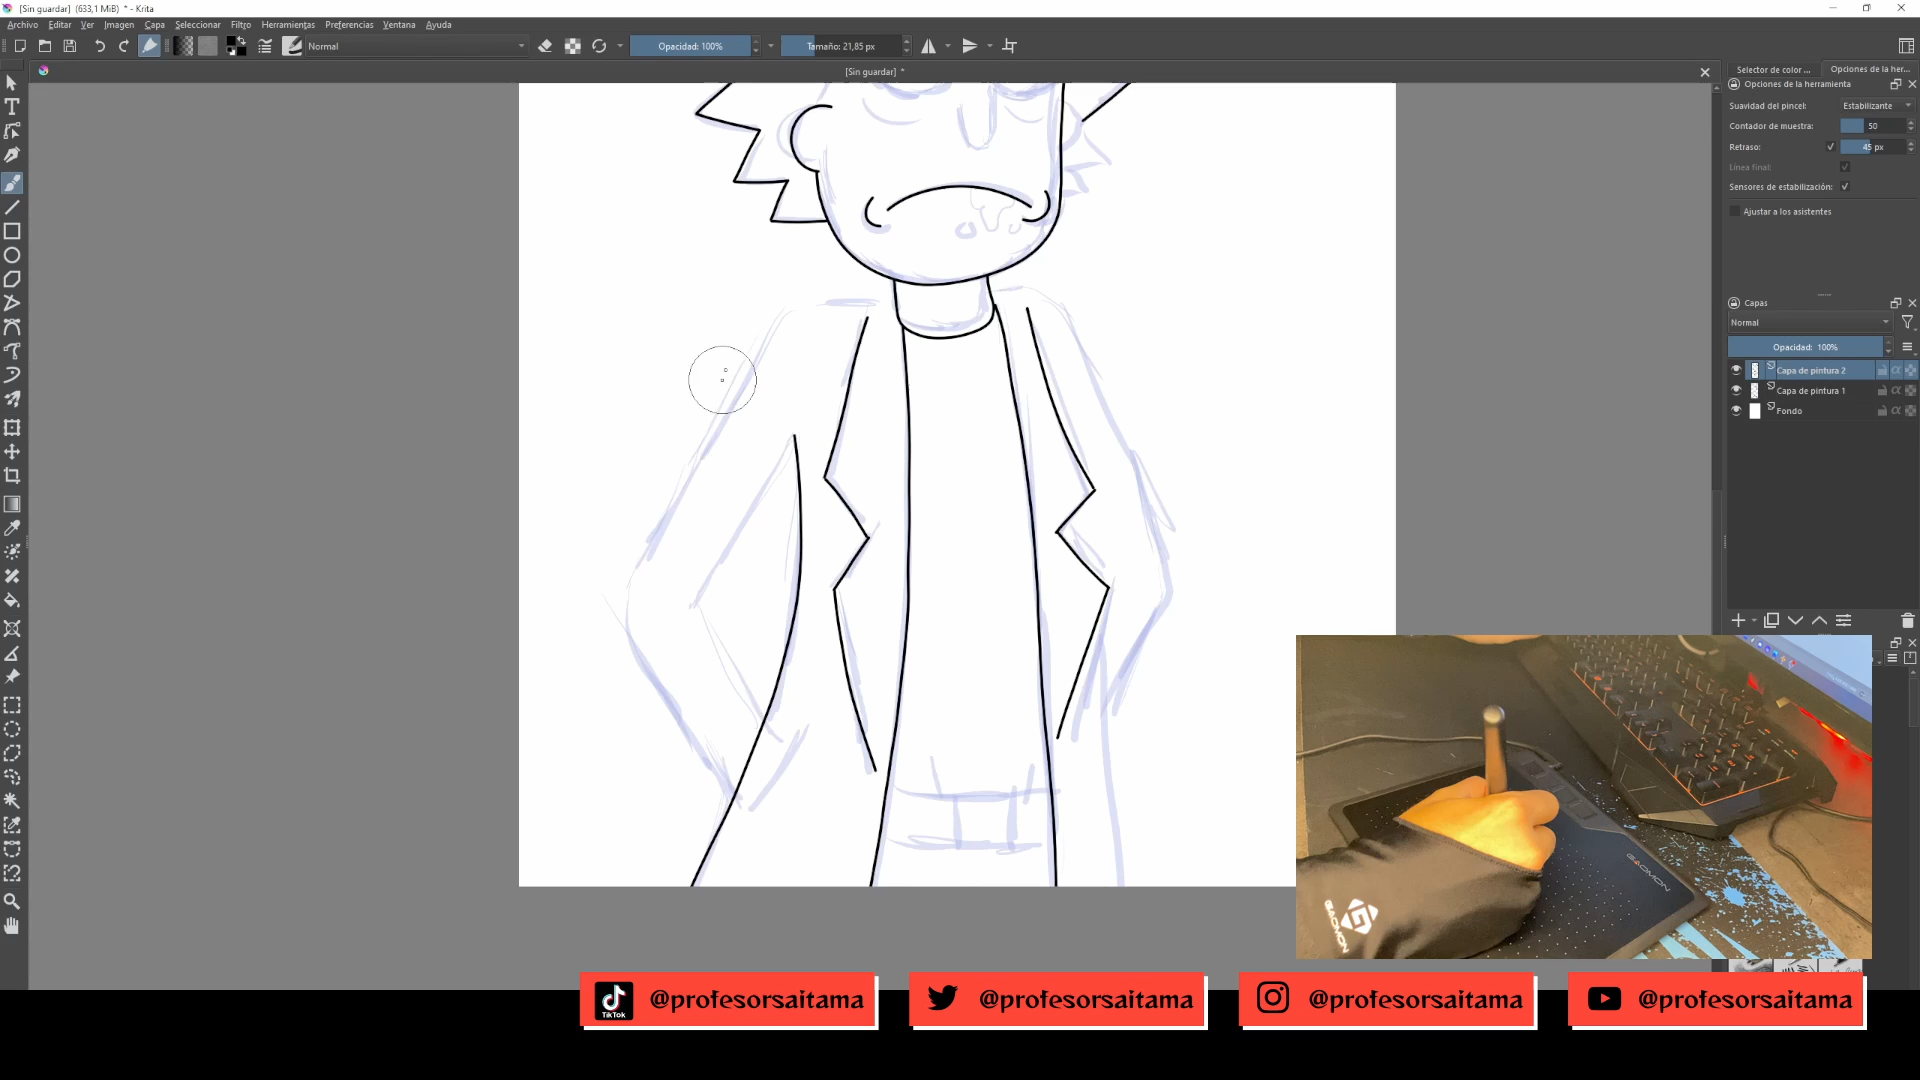 [Sin guardar] (633,1 MiB) * - Krita
Archivo Editar Ver Imagen Capa Seleccionar Filtro Herramientas Preferencias Ventana Ayuda
Normal Opacidad: 100% Tamaño: 21,85 px
[Sin guardar] *
Selector de color ... Opciones de la her...
Opciones de la herramienta
Suavidad del pincel: Estabilizante
Contador de muestra: 50
Retraso: 45 px
Línea final:
Sensores de estabilización:
Ajustar a los asistentes
Capas
Normal
Opacidad: 100%
Capa de pintura 2
Capa de pintura 1
Fondo
GAOMON
GAOMON
TikTok @profesorsaitama @profesorsaitama @profesorsaitama @profesorsaitama